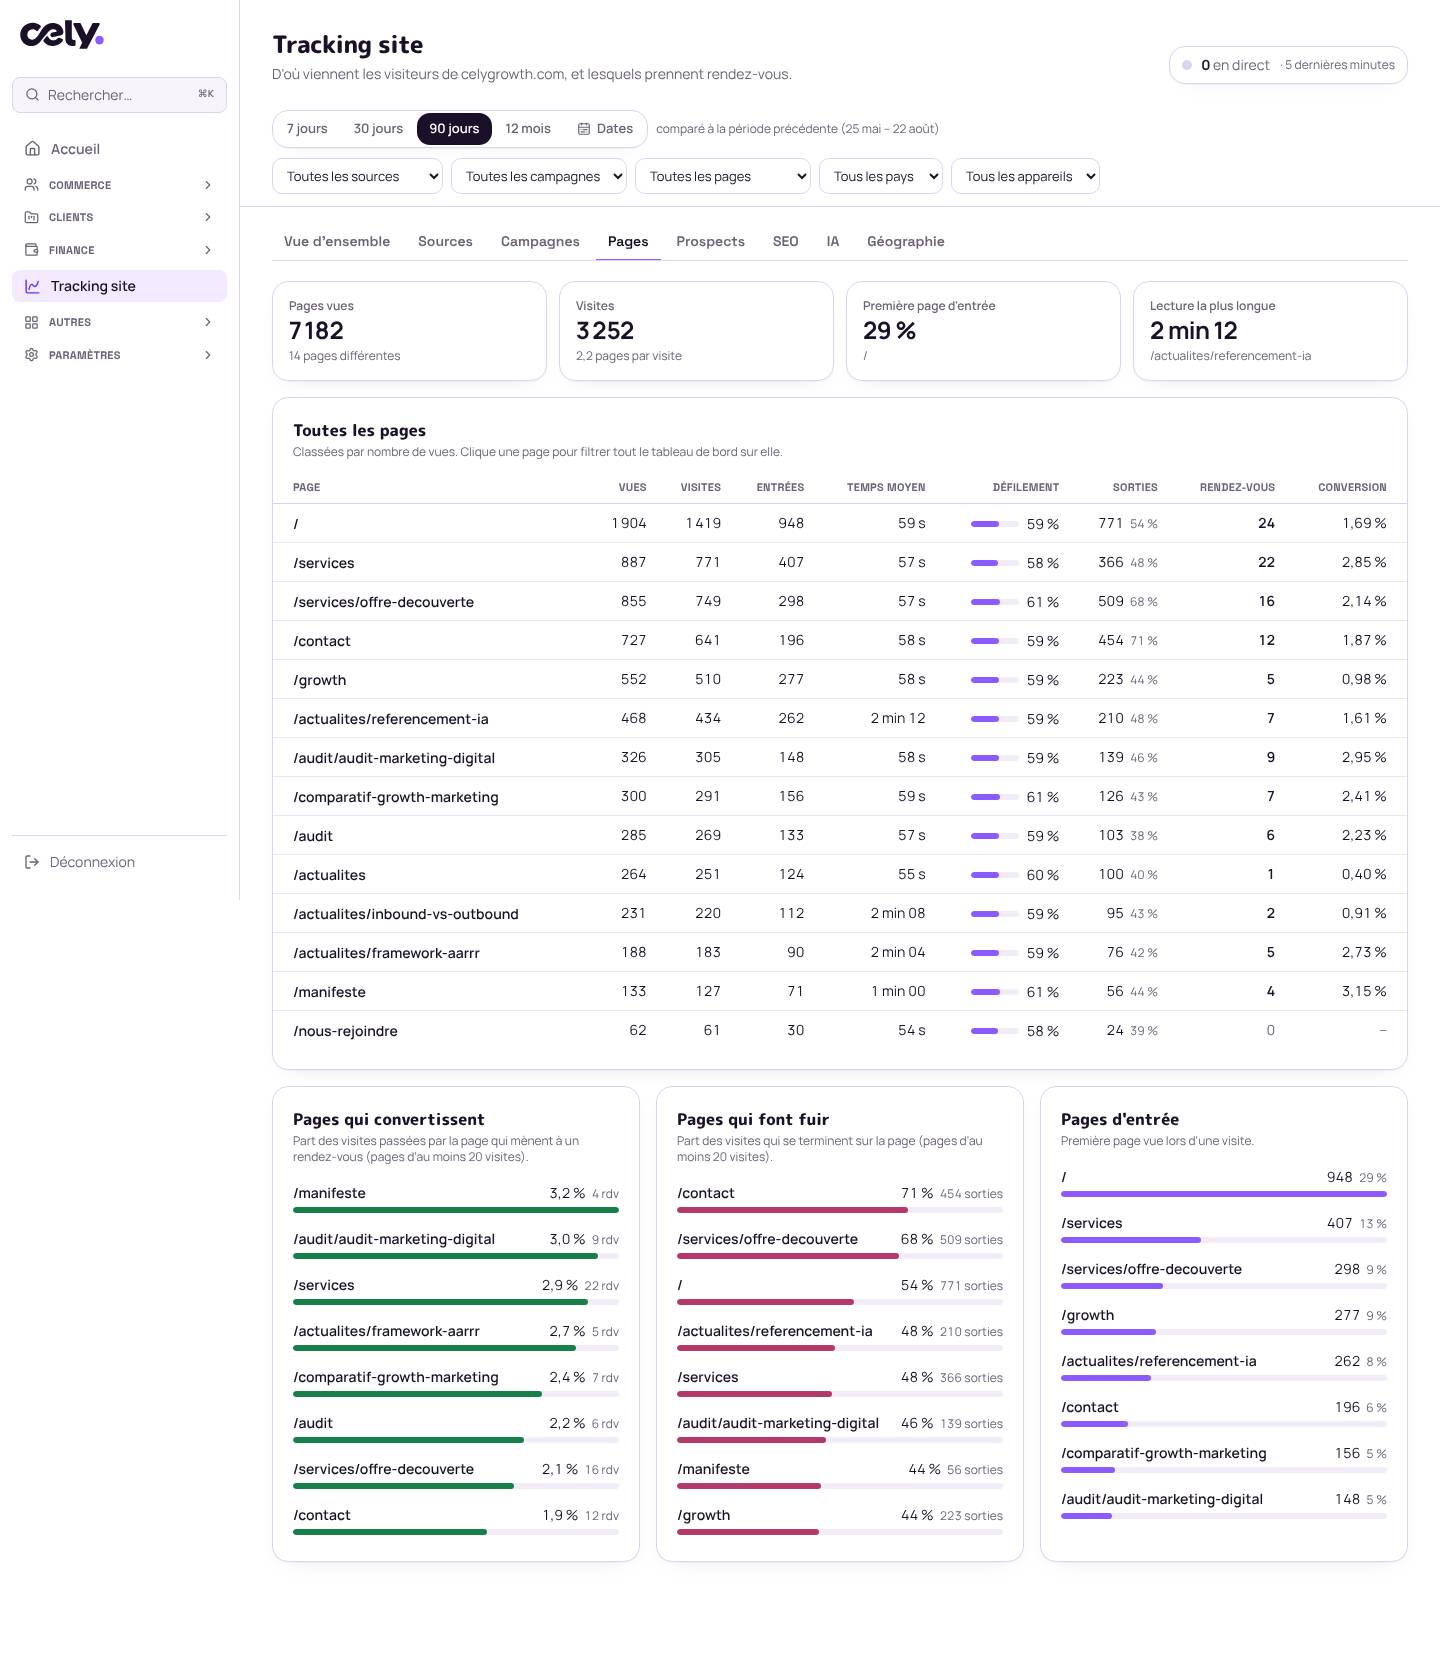 cely.
Rechercher... ⌘K
Accueil
COMMERCE
CLIENTS
FINANCE
Tracking site
AUTRES
PARAMÈTRES
Déconnexion
Tracking site
D'où viennent les visiteurs de celygrowth.com, et lesquels prennent rendez-vous.
0 en direct · 5 dernières minutes
7 jours 30 jours 90 jours 12 mois Dates comparé à la période précédente (25 mai – 22 août)
Toutes les sources Toutes les campagnes Toutes les pages Tous les pays Tous les appareils
Vue d'ensemble Sources Campagnes Pages Prospects SEO IA Géographie
Pages vues
7 182
14 pages différentes
Visites
3 252
2,2 pages par visite
Première page d'entrée
29 %
/
Lecture la plus longue
2 min 12
/actualites/referencement-ia
Toutes les pages
Classées par nombre de vues. Clique une page pour filtrer tout le tableau de bord sur elle.
PAGE VUES VISITES ENTRÉES TEMPS MOYEN DÉFILEMENT SORTIES RENDEZ-VOUS CONVERSION
/ 1 904 1 419 948 59 s 59 % 771 54 % 24 1,69 %
/services 887 771 407 57 s 58 % 366 48 % 22 2,85 %
/services/offre-decouverte 855 749 298 57 s 61 % 509 68 % 16 2,14 %
/contact 727 641 196 58 s 59 % 454 71 % 12 1,87 %
/growth 552 510 277 58 s 59 % 223 44 % 5 0,98 %
/actualites/referencement-ia 468 434 262 2 min 12 59 % 210 48 % 7 1,61 %
/audit/audit-marketing-digital 326 305 148 58 s 59 % 139 46 % 9 2,95 %
/comparatif-growth-marketing 300 291 156 59 s 61 % 126 43 % 7 2,41 %
/audit 285 269 133 57 s 59 % 103 38 % 6 2,23 %
/actualites 264 251 124 55 s 60 % 100 40 % 1 0,40 %
/actualites/inbound-vs-outbound 231 220 112 2 min 08 59 % 95 43 % 2 0,91 %
/actualites/framework-aarrr 188 183 90 2 min 04 59 % 76 42 % 5 2,73 %
/manifeste 133 127 71 1 min 00 61 % 56 44 % 4 3,15 %
/nous-rejoindre 62 61 30 54 s 58 % 24 39 % 0 –
Pages qui convertissent
Part des visites passées par la page qui mènent à un
rendez-vous (pages d'au moins 20 visites).
/manifeste 3,2 % 4 rdv
/audit/audit-marketing-digital 3,0 % 9 rdv
/services 2,9 % 22 rdv
/actualites/framework-aarrr 2,7 % 5 rdv
/comparatif-growth-marketing 2,4 % 7 rdv
/audit 2,2 % 6 rdv
/services/offre-decouverte 2,1 % 16 rdv
/contact 1,9 % 12 rdv
Pages qui font fuir
Part des visites qui se terminent sur la page (pages d'au
moins 20 visites).
/contact 71 % 454 sorties
/services/offre-decouverte 68 % 509 sorties
/ 54 % 771 sorties
/actualites/referencement-ia 48 % 210 sorties
/services 48 % 366 sorties
/audit/audit-marketing-digital 46 % 139 sorties
/manifeste 44 % 56 sorties
/growth 44 % 223 sorties
Pages d'entrée
Première page vue lors d'une visite.
/ 948 29 %
/services 407 13 %
/services/offre-decouverte 298 9 %
/growth 277 9 %
/actualites/referencement-ia 262 8 %
/contact 196 6 %
/comparatif-growth-marketing 156 5 %
/audit/audit-marketing-digital 148 5 %